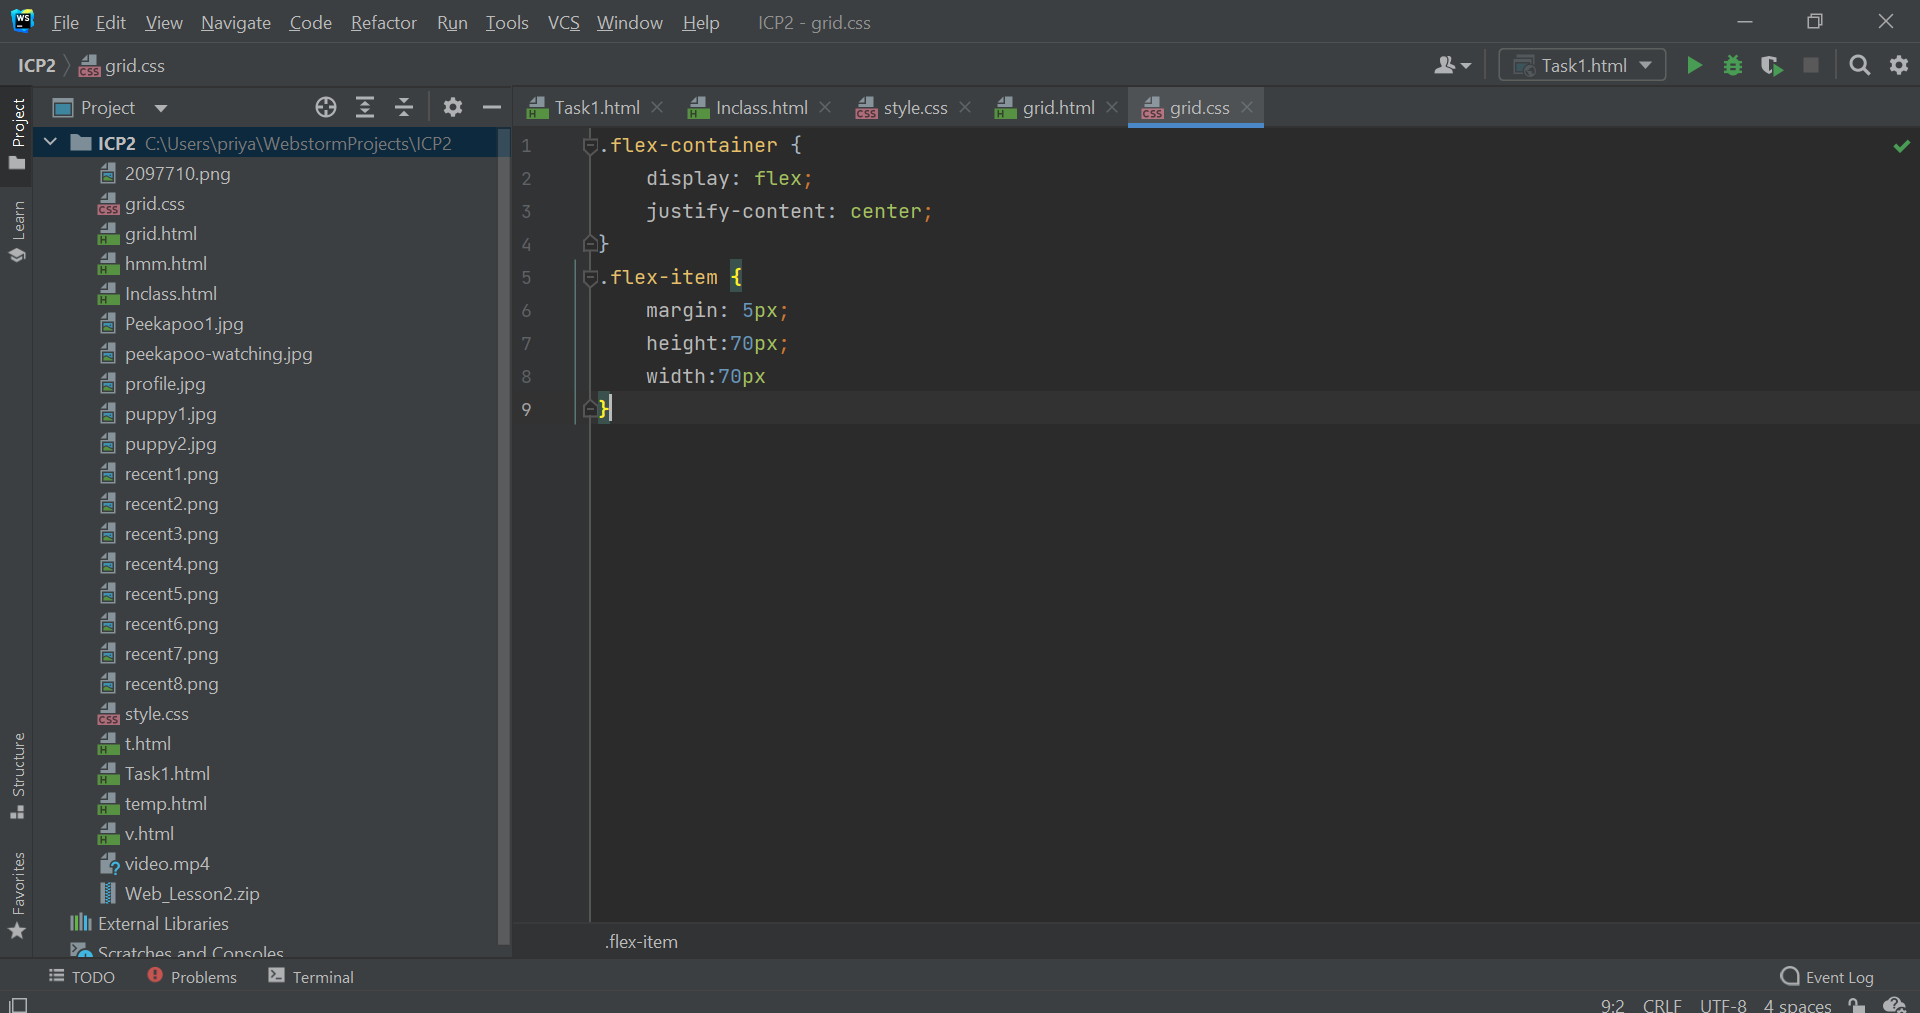 WS File Edit View Navigate Code Refactor Run Tools VCS Window Help ICP2 - grid.css
ICP2 grid.css Task1.html
Project
Learn
Structure
Favorites
Project
ICP2 C:\Users\priya\WebstormProjects\ICP2
2097710.png
grid.css
grid.html
hmm.html
Inclass.html
Peekapoo1.jpg
peekapoo-watching.jpg
profile.jpg
puppy1.jpg
puppy2.jpg
recent1.png
recent2.png
recent3.png
recent4.png
recent5.png
recent6.png
recent7.png
recent8.png
style.css
t.html
Task1.html
temp.html
v.html
video.mp4
Web_Lesson2.zip
External Libraries
Scratches and Consoles
Task1.html Inclass.html style.css grid.html grid.css
1 .flex-container {
2 display: flex;
3 justify-content: center;
4 }
5 .flex-item {
6 margin: 5px;
7 height:70px;
8 width:70px
9 }
.flex-item
TODO Problems Terminal Event Log
9:2 CRLF UTF-8 4 spaces